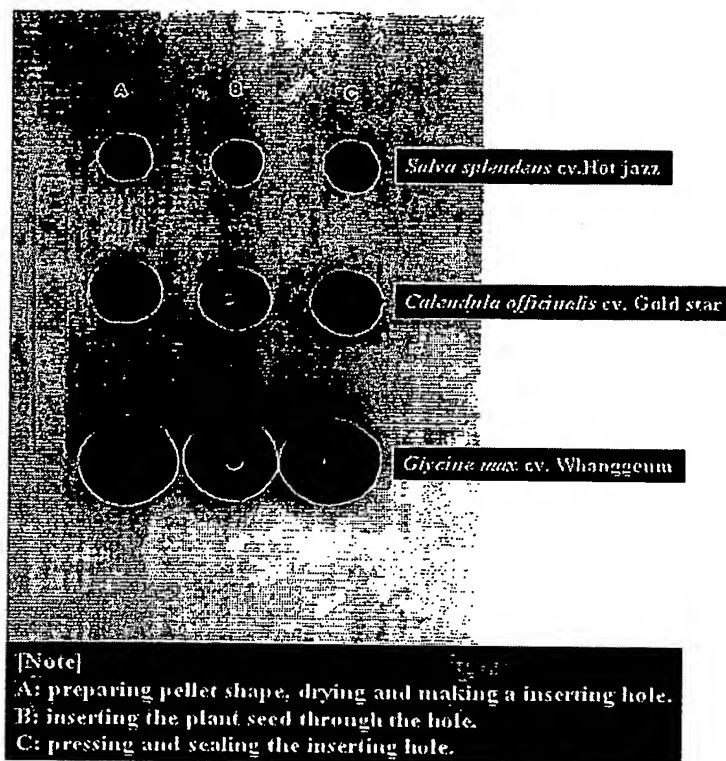 A B C
Salva splendens cv.Hot jazz
Calendula officinalis cv. Gold star
Glycine max cv. Whanggeum
[Note]
A: preparing pellet shape, drying and making a inserting hole.
B: inserting the plant seed through the hole.
C: pressing and sealing the inserting hole.